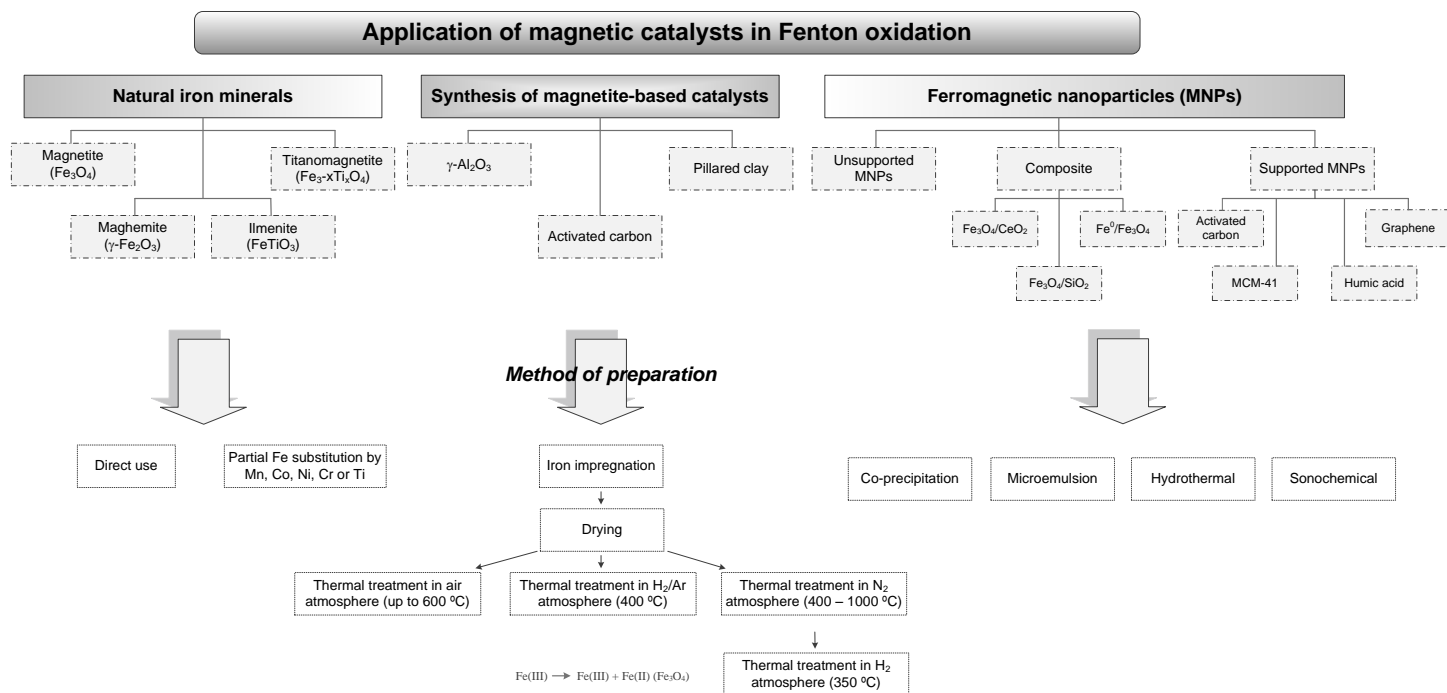 Application of magnetic catalysts in Fenton oxidation
Natural iron minerals
Magnetite
(Fe₃O₄)
Titanomagnetite
(Fe₃-xTiₓO₄)
Maghemite
(γ-Fe₂O₃)
Ilmenite
(FeTiO₃)
Synthesis of magnetite-based catalysts
γ-Al₂O₃
Pillared clay
Activated carbon
Ferromagnetic nanoparticles (MNPs)
Unsupported
MNPs
Composite
Supported MNPs
Fe₃O₄/CeO₂
Fe⁰/Fe₃O₄
Fe₃O₄/SiO₂
Activated
carbon
Graphene
MCM-41
Humic acid
Method of preparation
Direct use
Partial Fe substitution by
Mn, Co, Ni, Cr or Ti
Iron impregnation
Drying
Thermal treatment in air
atmosphere (up to 600 ºC)
Thermal treatment in H₂/Ar
atmosphere (400 ºC)
Thermal treatment in N₂
atmosphere (400 – 1000 ºC)
Thermal treatment in H₂
atmosphere (350 ºC)
Fe(III) → Fe(III) + Fe(II) (Fe₃O₄)
Co-precipitation
Microemulsion
Hydrothermal
Sonochemical